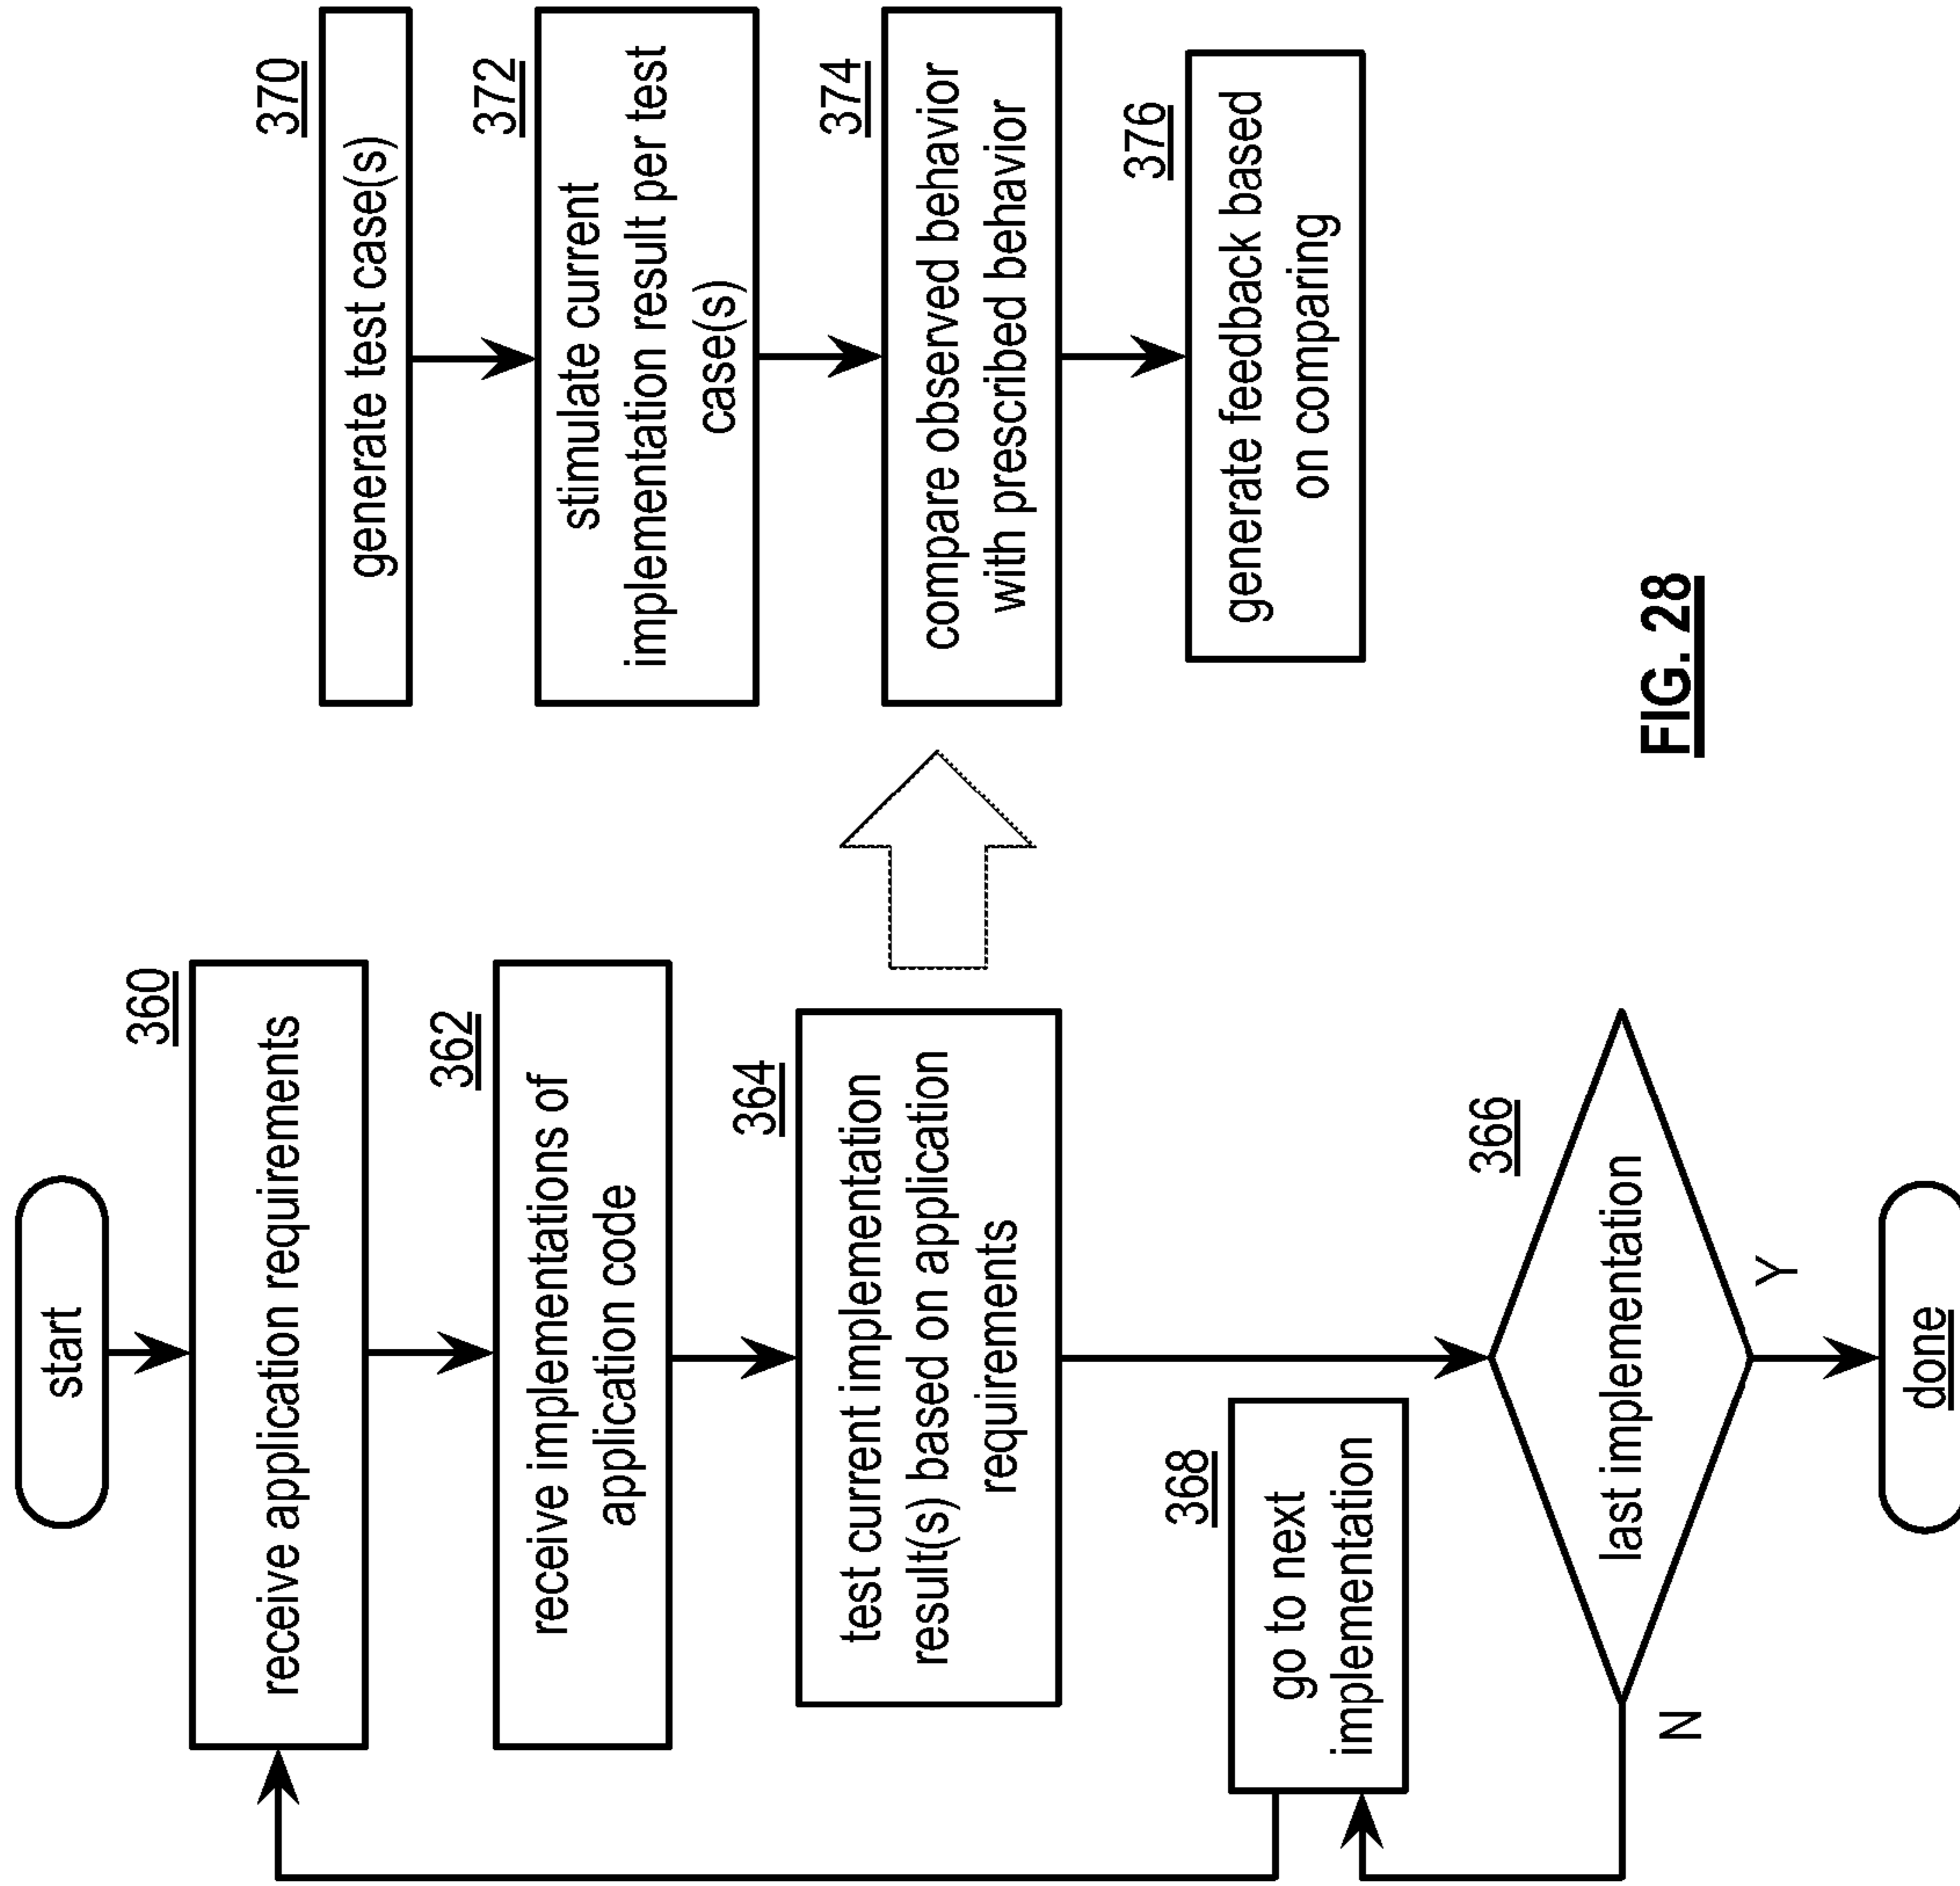 start
360
receive application requirements
362
receive implementations of
application code
364
test current implementation
result(s) based on application
requirements
368
go to next
implementation
366
last implementation
N
Y
done
370
generate test case(s)
372
stimulate current
implementation result per test
case(s)
374
compare observed behavior
with prescribed behavior
376
generate feedback based
on comparing
FIG. 28